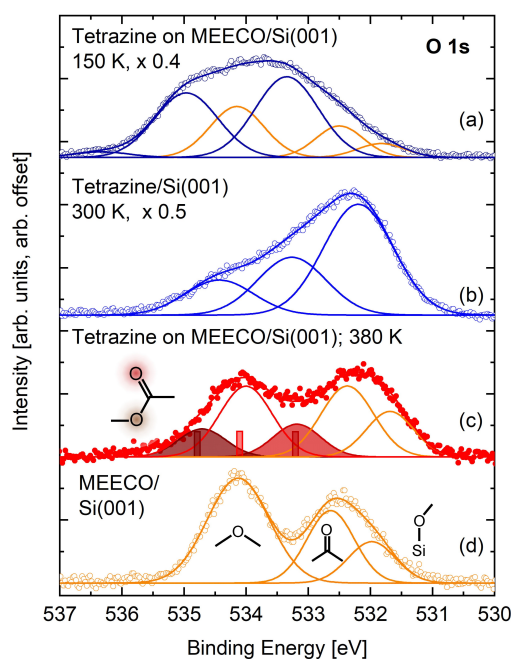 Tetrazine on MEECO/Si(001)
O 1s
150 K, x 0.4
(a)
Tetrazine/Si(001)
300 K, x 0.5
(b)
Tetrazine on MEECO/Si(001); 380 K
O
O
(c)
MEECO/
Si(001)
O
O
O
Si
(d)
537 536 535 534 533 532 531 530
Binding Energy [eV]
Intensity [arb. units, arb. offset]